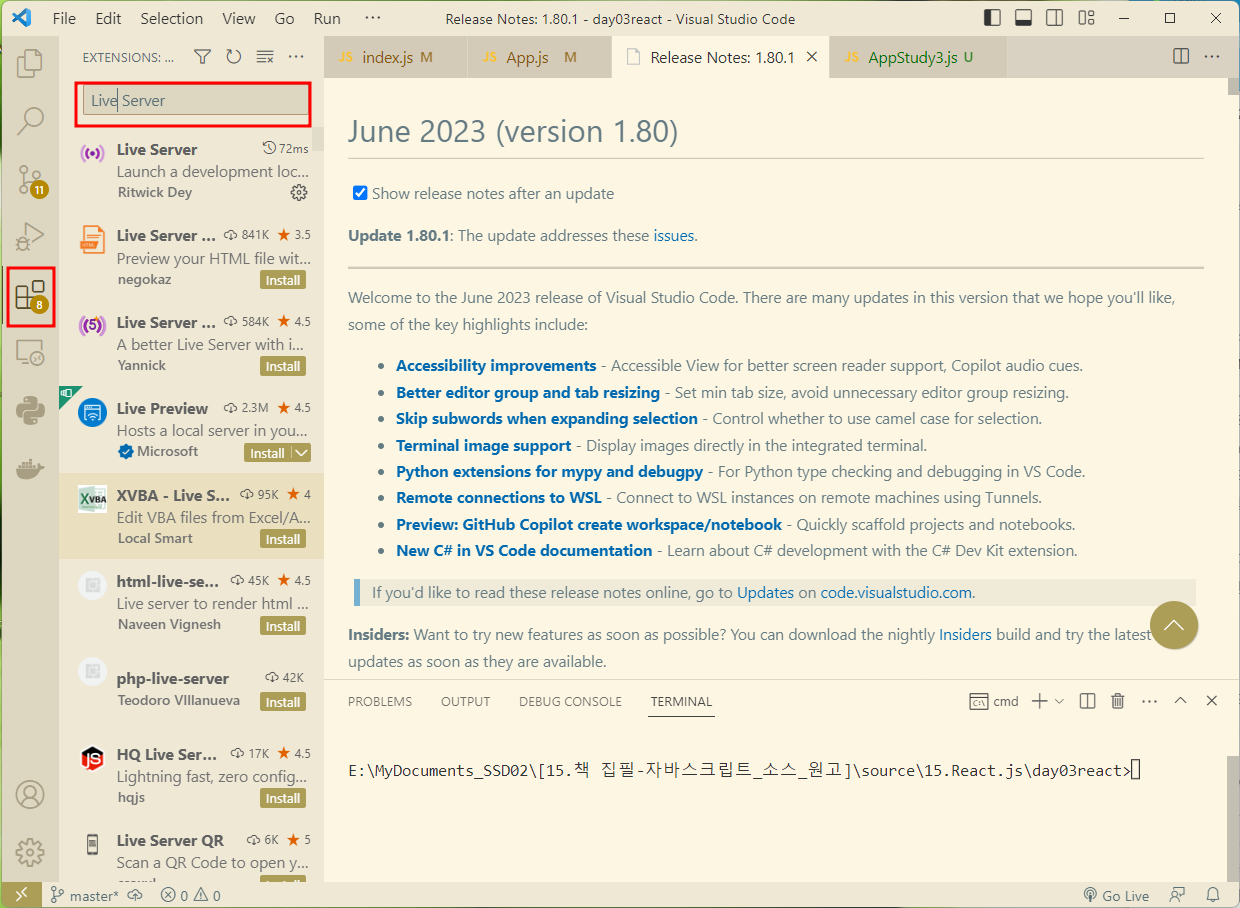 File Edit Selection View Go Run ··· Release Notes: 1.80.1 - day03react - Visual Studio Code
EXTENSIONS: ...
Live Server
11
8
Live Server 72ms
Launch a development loc...
Ritwick Dey
Live Server ... 841K ★ 3.5
Preview your HTML file wit...
negokaz Install
Live Server ... 584K ★ 4.5
A better Live Server with i...
Yannick Install
Live Preview 2.3M ★ 4.5
Hosts a local server in you...
Microsoft Install
XVBA
XVBA - Live S... 95K ★ 4
Edit VBA files from Excel/A...
Local Smart Install
html-live-se... 45K ★ 4.5
Live server to render html ...
Naveen Vignesh Install
php-live-server 42K
Teodoro VIllanueva Install
JS
HQ Live Ser... 17K ★ 4.5
Lightning fast, zero config...
hqjs Install
Live Server QR 6K ★ 5
Scan a QR Code to open y...
JS index.js M JS App.js M Release Notes: 1.80.1 JS AppStudy3.js U
June 2023 (version 1.80)
Show release notes after an update
Update 1.80.1: The update addresses these issues.
Welcome to the June 2023 release of Visual Studio Code. There are many updates in this version that we hope you'll like,
some of the key highlights include:
• Accessibility improvements - Accessible View for better screen reader support, Copilot audio cues.
• Better editor group and tab resizing - Set min tab size, avoid unnecessary editor group resizing.
• Skip subwords when expanding selection - Control whether to use camel case for selection.
• Terminal image support - Display images directly in the integrated terminal.
• Python extensions for mypy and debugpy - For Python type checking and debugging in VS Code.
• Remote connections to WSL - Connect to WSL instances on remote machines using Tunnels.
• Preview: GitHub Copilot create workspace/notebook - Quickly scaffold projects and notebooks.
• New C# in VS Code documentation - Learn about C# development with the C# Dev Kit extension.
If you'd like to read these release notes online, go to Updates on code.visualstudio.com.
Insiders: Want to try new features as soon as possible? You can download the nightly Insiders build and try the latest
updates as soon as they are available.
PROBLEMS OUTPUT DEBUG CONSOLE TERMINAL cmd
E:\MyDocuments_SSD02\[15.책 집필-자바스크립트_소스_원고]\source\15.React.js\day03react>
master* 0 0 Go Live